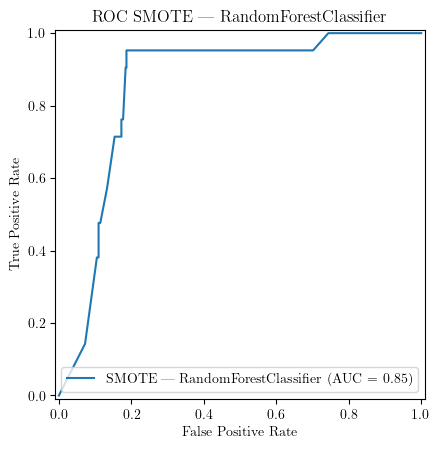 ROC SMOTE — RandomForestClassifier
1.0
0.8
0.6
0.4
0.2
0.0
True Positive Rate
SMOTE — RandomForestClassifier (AUC = 0.85)
0.0 0.2 0.4 0.6 0.8 1.0
False Positive Rate